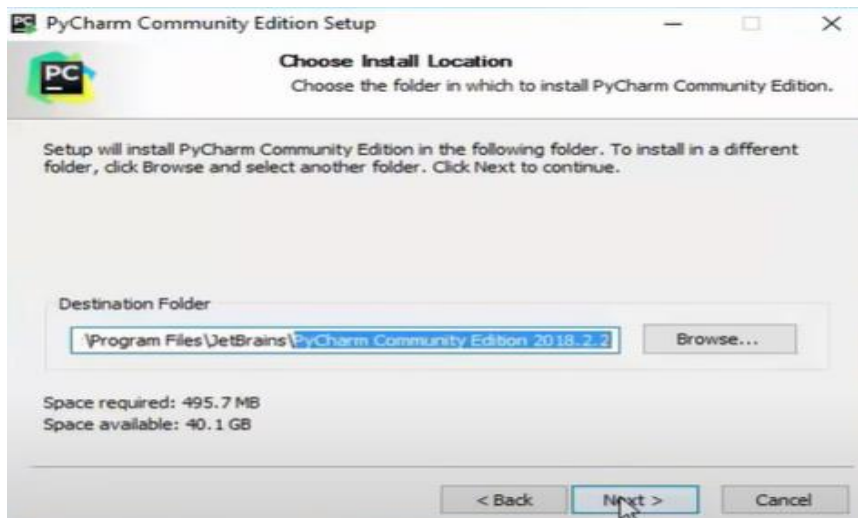 PC PyCharm Community Edition Setup
PC
Choose Install Location
Choose the folder in which to install PyCharm Community Edition.
Setup will install PyCharm Community Edition in the following folder. To install in a different
folder, click Browse and select another folder. Click Next to continue.
Destination Folder
\Program Files\JetBrains\PyCharm Community Edition 2018.2.2
Browse...
Space required: 495.7 MB
Space available: 40.1 GB
< Back
Next >
Cancel